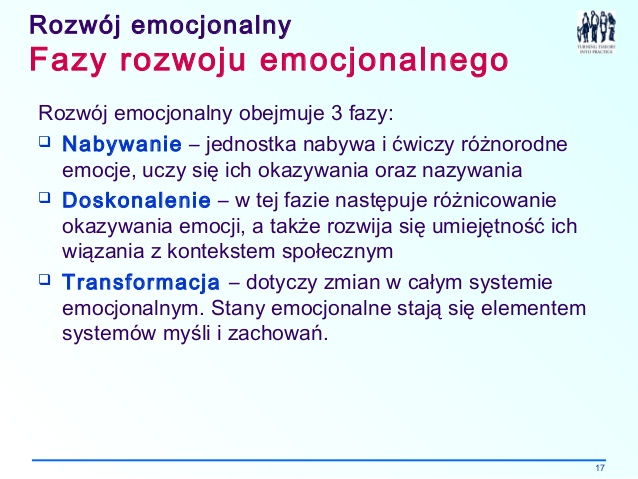 Rozwój emocjonalny
Fazy rozwoju emocjonalnego
TURNING THEORY
INTO PRACTICE
Rozwój emocjonalny obejmuje 3 fazy:
❑ Nabywanie – jednostka nabywa i ćwiczy różnorodne
emocje, uczy się ich okazywania oraz nazywania
❑ Doskonalenie – w tej fazie następuje różnicowanie
okazywania emocji, a także rozwija się umiejętność ich
wiązania z kontekstem społecznym
❑ Transformacja – dotyczy zmian w całym systemie
emocjonalnym. Stany emocjonalne stają się elementem
systemów myśli i zachowań.
17